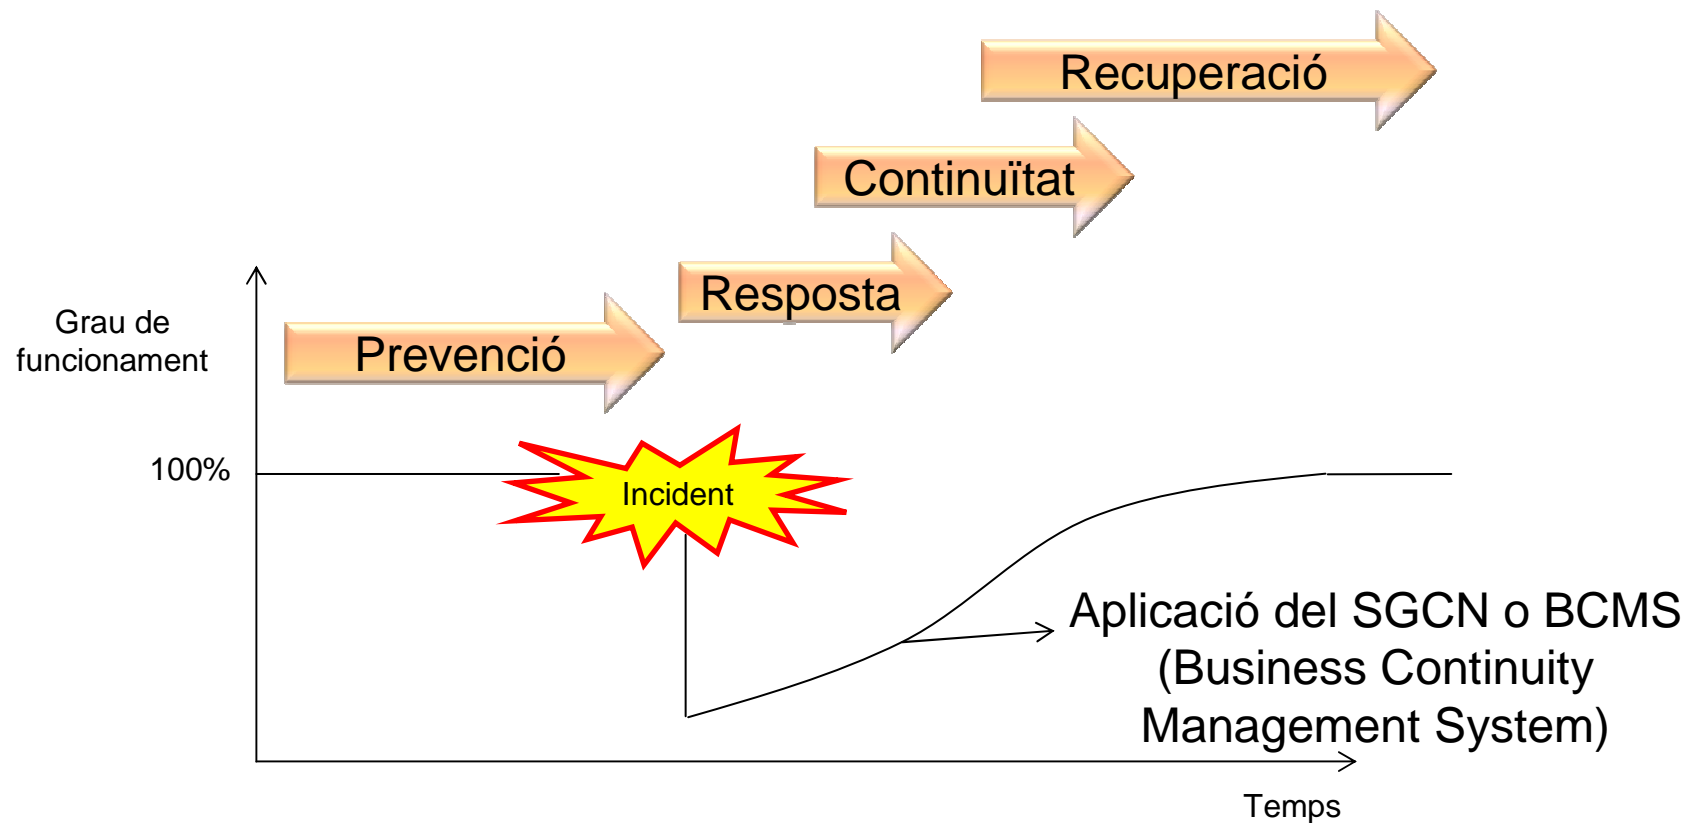 Recuperació
Continuïtat
Resposta
Prevenció
Grau de
funcionament
100%
Incident
Aplicació del SGCN o BCMS
(Business Continuity
Management System)
Temps